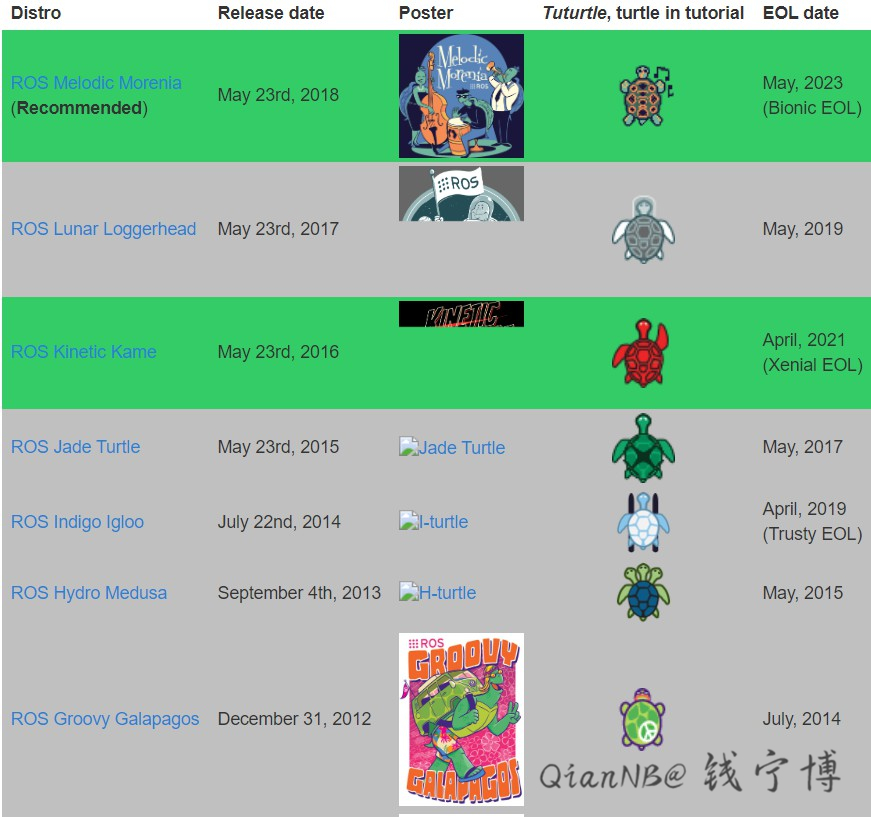 Distro Release date Poster Tuturtle, turtle in tutorial EOL date
ROS Melodic Morenia
(Recommended)
May 23rd, 2018
Melodic
Morenia
ROS
May, 2023
(Bionic EOL)
ROS Lunar Loggerhead
May 23rd, 2017
ROS
May, 2019
ROS Kinetic Kame
May 23rd, 2016
KINETIC
April, 2021
(Xenial EOL)
ROS Jade Turtle
May 23rd, 2015
Jade Turtle
May, 2017
ROS Indigo Igloo
July 22nd, 2014
I-turtle
April, 2019
(Trusty EOL)
ROS Hydro Medusa
September 4th, 2013
H-turtle
May, 2015
ROS Groovy Galapagos
December 31, 2012
ROS
GROOVY
GALAPAGOS
July, 2014
QianNB@ 钱宁博